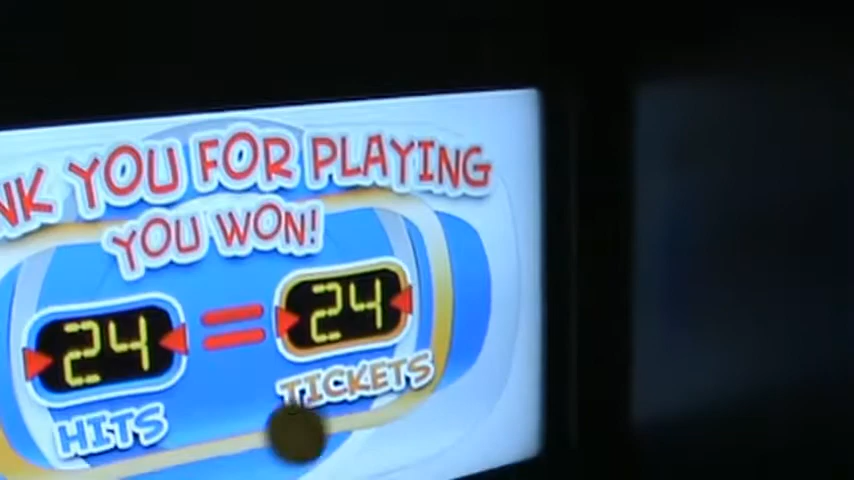 NK YOU FOR PLAYING
YOU WON!
24 = 24
HITS TICKETS